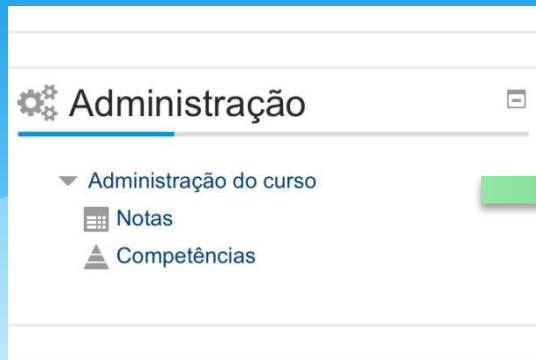 Administração
Administração do curso
Notas
Competências